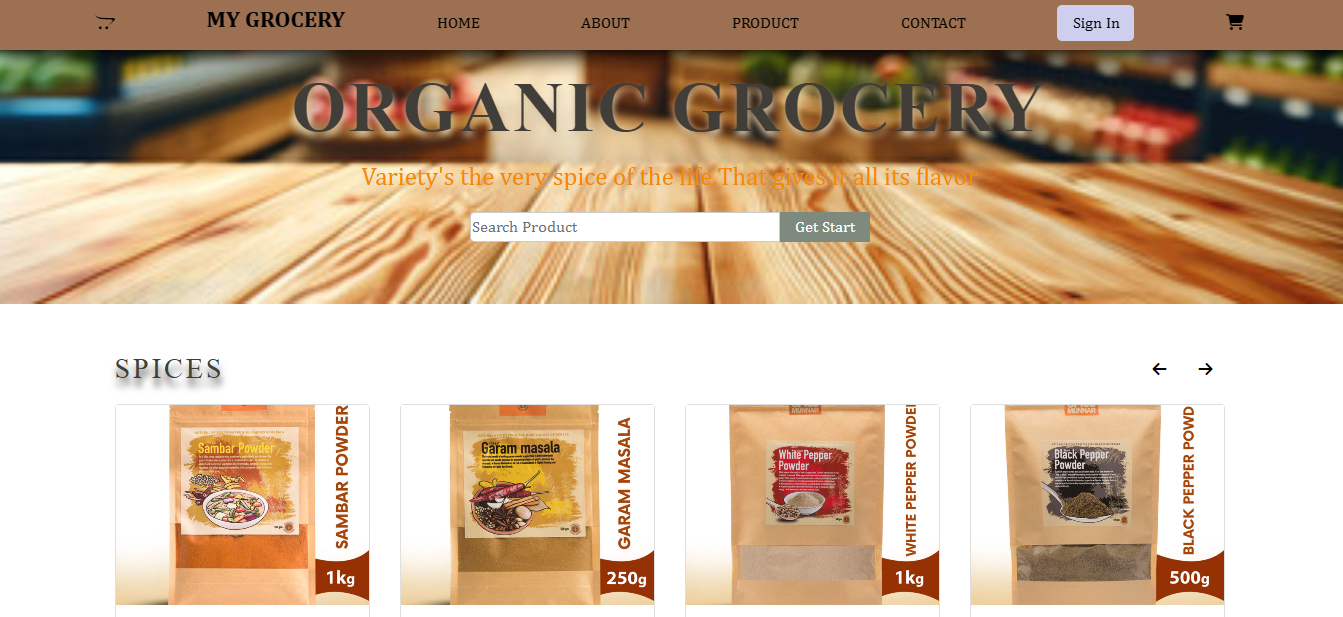 MY GROCERY HOME ABOUT PRODUCT CONTACT Sign In
ORGANIC GROCERY
Variety's the very spice of the life,That gives it all its flavor
Search Product Get Start
SPICES
Sambar Powder
SAMBAR POWDER
1kg
Garam masala
GARAM MASALA
250g
MUNNAR
White Pepper
Powder
WHITE PEPPER POWDE
1kg
MUNNAR
Black Pepper
Powder
BLACK PEPPER POWD
500g